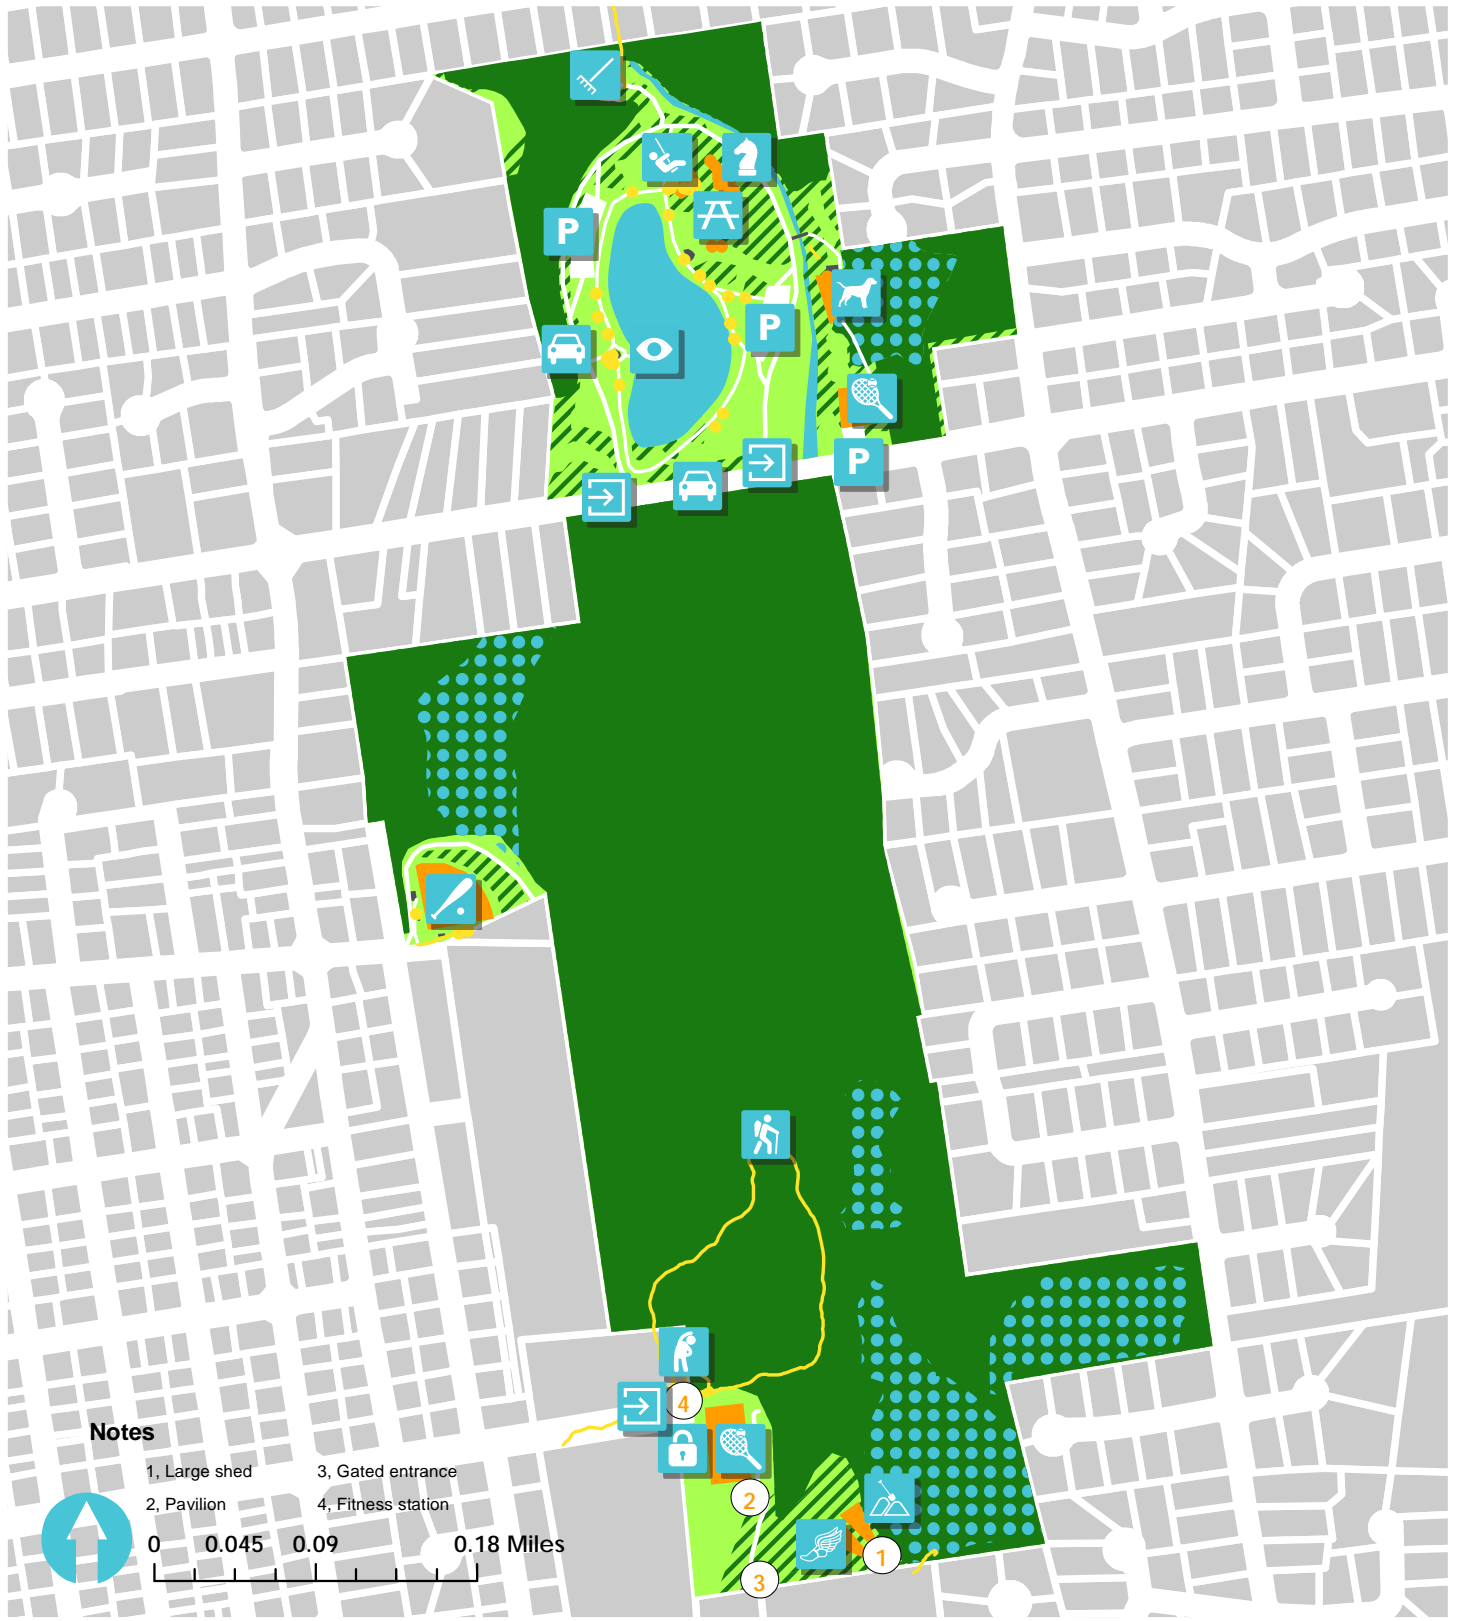 P
P
P
4
2
1
3
Notes
1, Large shed 3, Gated entrance
2, Pavilion 4, Fitness station
0 0.045 0.09 0.18 Miles